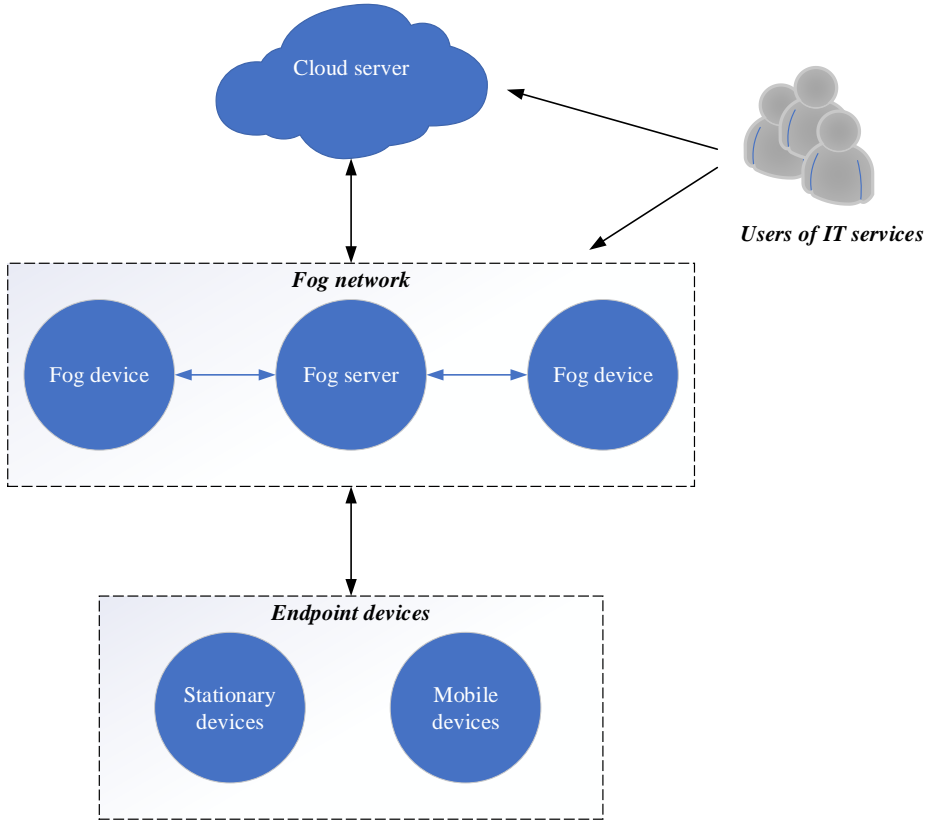 Cloud server
Users of IT services
Fog network
Fog device
Fog server
Fog device
Endpoint devices
Stationary
devices
Mobile
devices